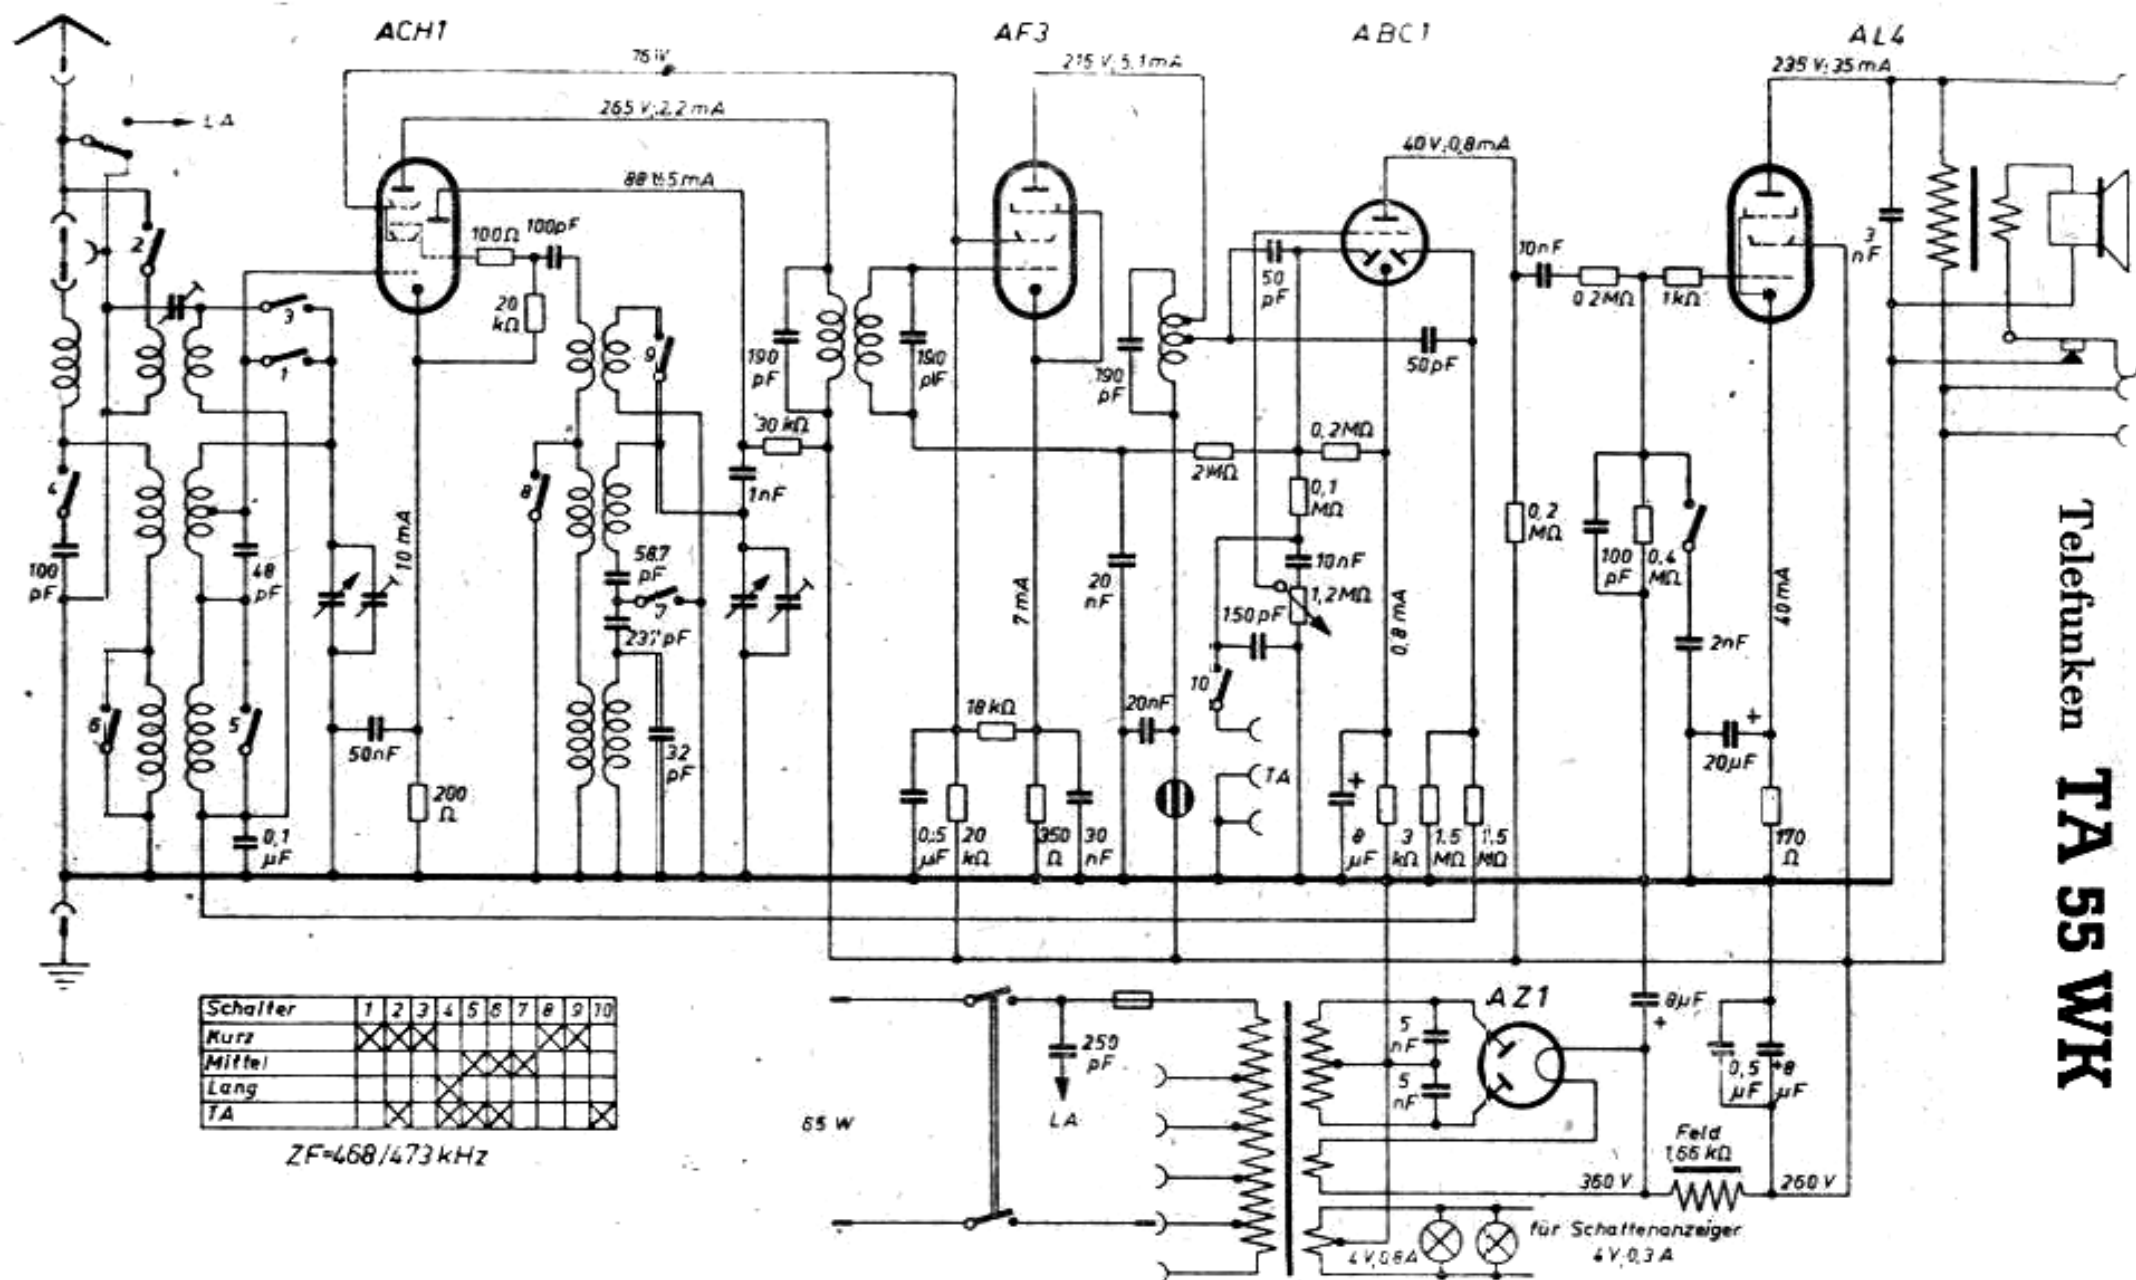 ACH1
AF3
ABC1
AL4
265 V; 2,2 mA
215 V; 5,1 mA
235 V; 35 mA
40 V; 0,8 mA
LA
2
3
1
100Ω
100pF
20 kΩ
9
190 pF
190 pF
190 pF
50 pF
50pF
10nF
0,2MΩ
1kΩ
3 nF
30 kΩ
1nF
2MΩ
0,2MΩ
0,1 MΩ
10nF
1,2MΩ
150pF
10
4
100 pF
48 pF
10 mA
8
587 pF
7
237 pF
20 nF
7 mA
0,8 mA
0,2 MΩ
100 pF
0,4 MΩ
2nF
40 mA
6
5
50nF
200 Ω
0,1 µF
32 pF
18 kΩ
20nF
TA
0,5 µF
20 kΩ
350 Ω
30 nF
8 µF
3 kΩ
1,5 MΩ
1,5 MΩ
+
20µF
+
170 Ω
Telefunken TA 55 WK
Schalter 1 2 3 4 5 6 7 8 9 10
Kurz
Mittel
Lang
TA
ZF=468/473 kHz
65 W
250 pF
LA
5 nF
5 nF
AZ1
8µF
+
0,5 µF
+8 µF
Feld
1,66 kΩ
360 V
260 V
für Schattenanzeiger
4 V; 0,3 A